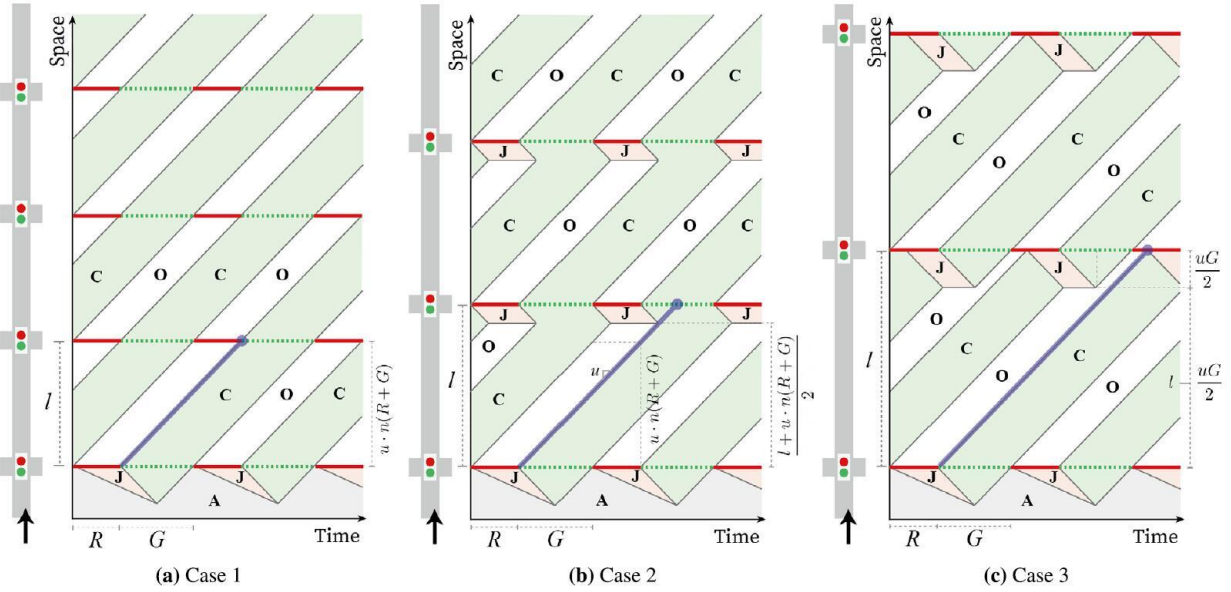 Space
C
O
C
O
C
O
C
J
J
A
l
u · n(R + G)
R
G
Time
(a) Case 1
Space
C
O
C
O
C
J
J
J
C
O
C
O
C
J
J
J
O
C
u
u · n(R + G)
l + u · n(R + G)
2
l
J
J
A
R
G
Time
(b) Case 2
Space
J
J
O
C
O
C
O
C
J
J
uG
2
O
C
O
C
O
l
l
uG
2
J
J
A
R
G
Time
(c) Case 3